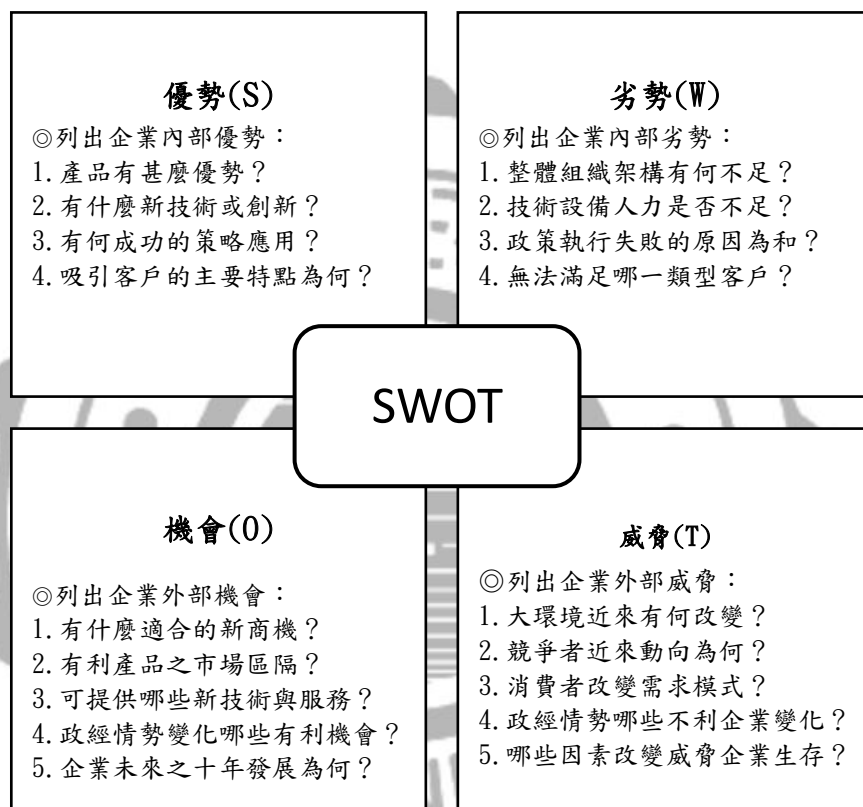 優勢(S)
◎列出企業內部優勢：
1.產品有甚麼優勢？
2.有什麼新技術或創新？
3.有何成功的策略應用？
4.吸引客戶的主要特點為何？
劣勢(W)
◎列出企業內部劣勢：
1.整體組織架構有何不足？
2.技術設備人力是否不足？
3.政策執行失敗的原因為和？
4.無法滿足哪一類型客戶？
SWOT
機會(O)
◎列出企業外部機會：
1.有什麼適合的新商機？
2.有利產品之市場區隔？
3.可提供哪些新技術與服務？
4.政經情勢變化哪些有利機會？
5.企業未來之十年發展為何？
威脅(T)
◎列出企業外部威脅：
1.大環境近來有何改變？
2.競爭者近來動向為何？
3.消費者改變需求模式？
4.政經情勢哪些不利企業變化？
5.哪些因素改變威脅企業生存？